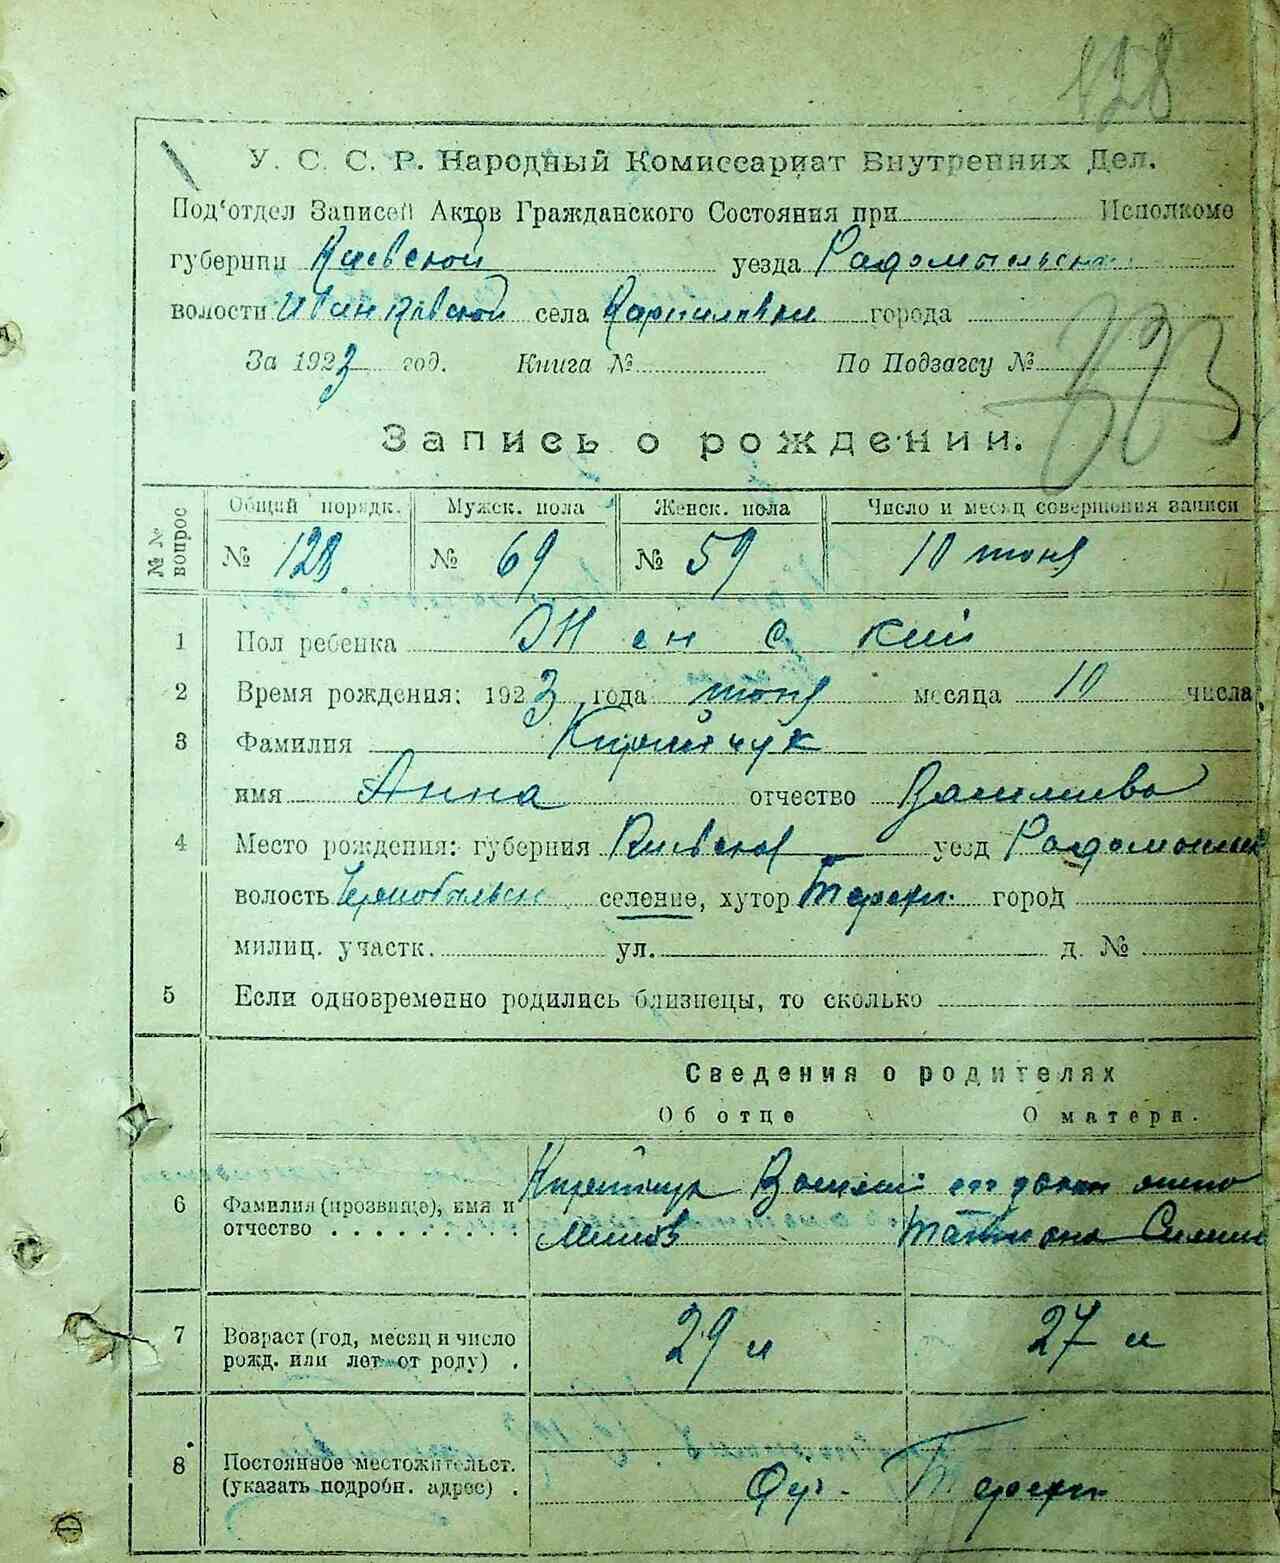 128
У. С. С. Р. Народный Комиссариат Внутренних Дел.
Под'отдел Записей Актов Гражданского Состояния при Исполкоме
губернии Киевской уезда Радомысльск
волости Иванковской села города
За 1923 год. Книга № По Подзагсу №
Запись о рождении.
№№ вопрос
Общий порядк. Мужск. пола Женск. пола Число и месяц совершения записи
№ 128 № 69 № 59 10 июня
1 Пол ребенка Женский
2 Время рождения: 1923 года июня месяца 10 числа
3 Фамилия
имя Анна отчество
4 Место рождения: губерния Киевской уезд Радомысльск
волость Чернобыльск селение, хутор город
милиц. участк. ул. д. №
5 Если одновременно родились близнецы, то сколько
Сведения о родителях
Об отце О матери.
6 Фамилия (прозвище), имя и
отчество
Татиана
7 Возраст (год, месяц и число
рожд. или лет от роду) . 29 л 27 л
8 Постоянное местожительст.
(указать подробн. адрес) .